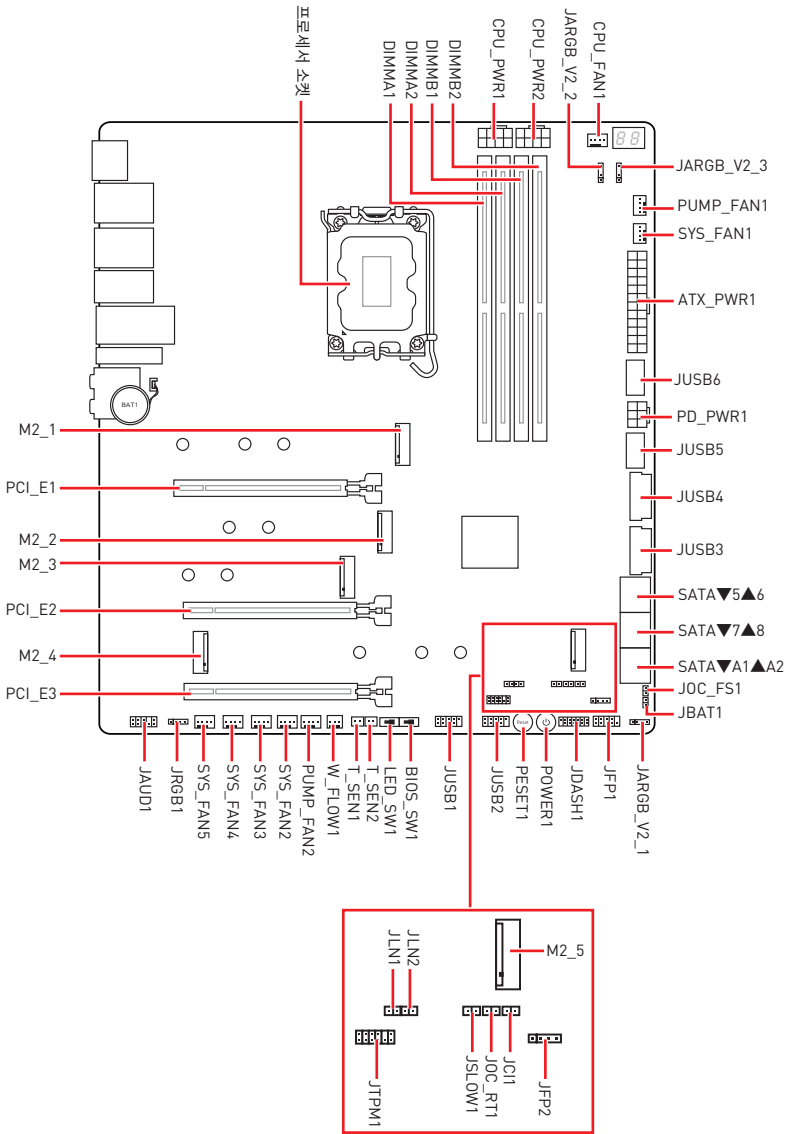 프로세서 소켓
DIMMA1
DIMMA2
DIMMB1
DIMMB2
CPU_PWR1
CPU_PWR2
JARGB_V2_2
CPU_FAN1
88
JARGB_V2_3
PUMP_FAN1
SYS_FAN1
ATX_PWR1
JUSB6
PD_PWR1
JUSB5
JUSB4
JUSB3
SATA▼5▲6
SATA▼7▲8
SATA▼A1▲A2
JOC_FS1
JBAT1
BAT1
M2_1
PCI_E1
M2_2
M2_3
PCI_E2
M2_4
PCI_E3
Reset
JAUD1
JRGB1
SYS_FAN5
SYS_FAN4
SYS_FAN3
SYS_FAN2
PUMP_FAN2
W_FLOW1
T_SEN1
T_SEN2
LED_SW1
BIOS_SW1
JUSB1
JUSB2
PESET1
POWER1
JDASH1
JFP1
JARGB_V2_1
M2_5
JLN1
JLN2
JTPM1
JSLOW1
JOC_RT1
JCI1
JFP2